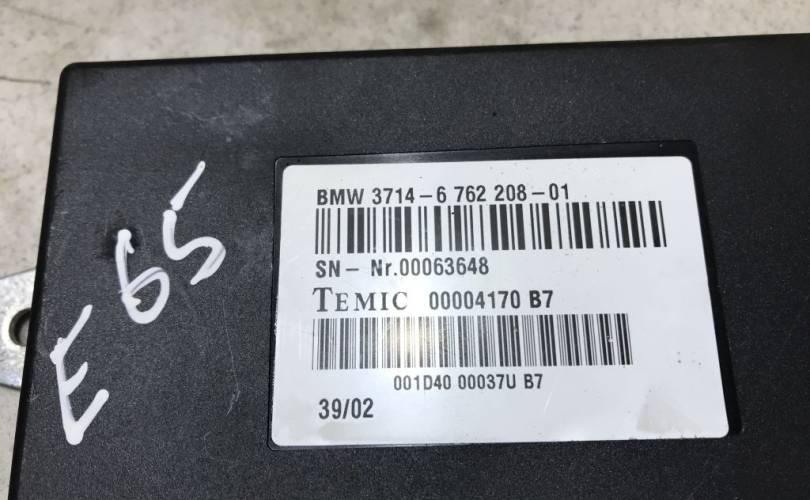 E65
BMW 3714-6 762 208-01
SN- Nr.00063648
TEMIC 00004170 B7
001D40 00037U B7
39/02